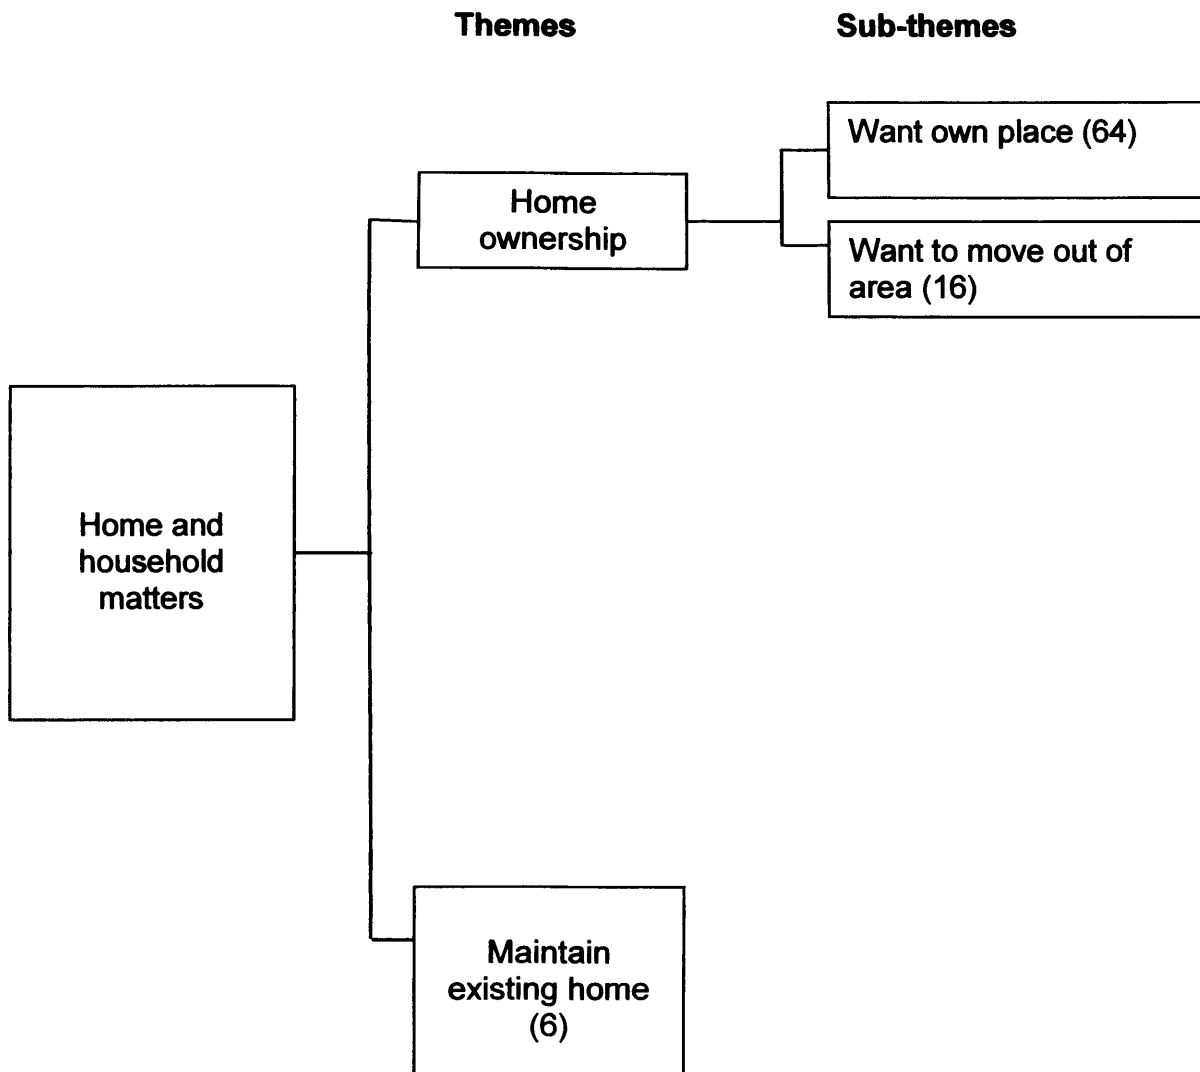 Themes
Sub-themes
Want own place (64)
Home
ownership
Want to move out of
area (16)
Home and
household
matters
Maintain
existing home
(6)